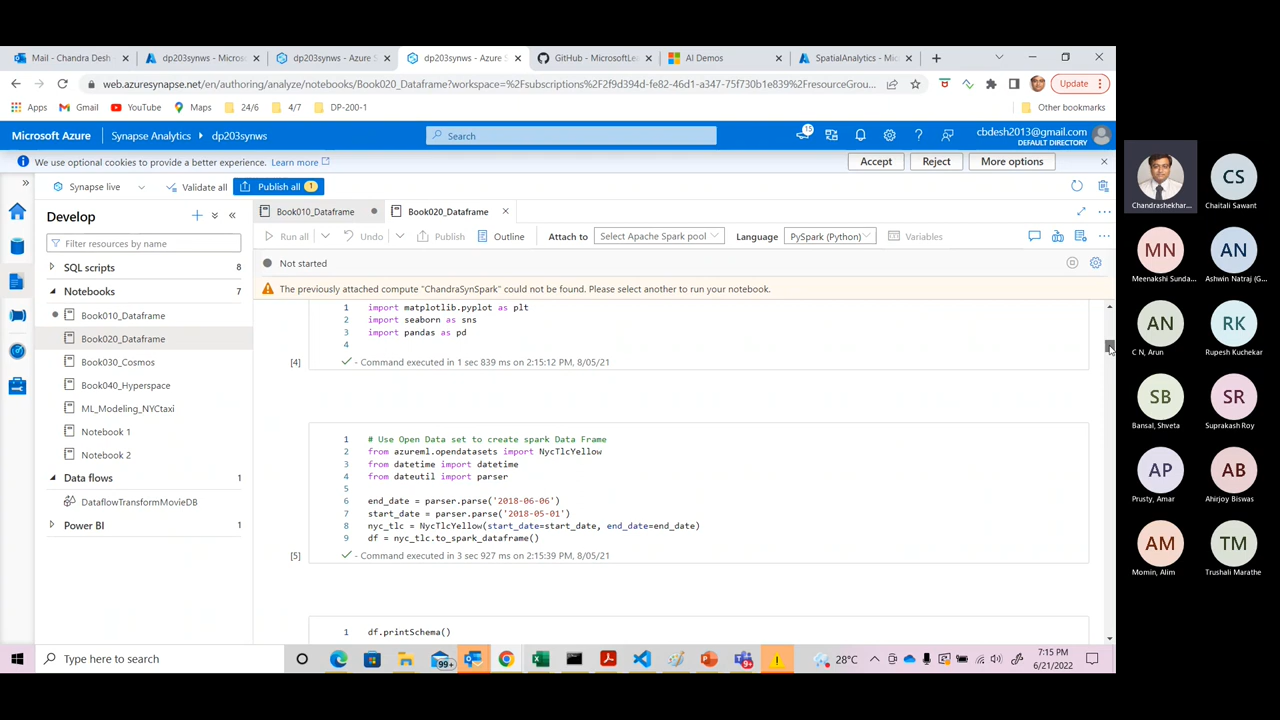 Mail - Chandra Desh
dp203synws - Micros
dp203synws - Azure S
dp203synws - Azure S
GitHub - MicrosoftLe
AI Demos
SpatialAnalytics - Mic
web.azuresynapse.net/en/authoring/analyze/notebooks/Book020_Dataframe?workspace=%2Fsubscriptions%2F2f9d394d-fe82-46d1-a347-75f730b1e839%2FresourceGrou...
Update
Apps
Gmail
YouTube
Maps
24/6
4/7
DP-200-1
Other bookmarks
Microsoft Azure
Synapse Analytics
dp203synws
Search
15
cbdesh2013@gmail.com
DEFAULT DIRECTORY
We use optional cookies to provide a better experience. Learn more
Accept
Reject
More options
Synapse live
Validate all
Publish all 1
Develop
Filter resources by name
SQL scripts 8
Notebooks 7
Book010_Dataframe
Book020_Dataframe
Book030_Cosmos
Book040_Hyperspace
ML_Modeling_NYCtaxi
Notebook 1
Notebook 2
Data flows 1
DataflowTransformMovieDB
Power BI 1
Book010_Dataframe
Book020_Dataframe
Run all
Undo
Publish
Outline
Attach to
Select Apache Spark pool
Language
PySpark (Python)
Variables
Not started
The previously attached compute "ChandraSynSpark" could not be found. Please select another to run your notebook.
1 import matplotlib.pyplot as plt
2 import seaborn as sns
3 import pandas as pd
4
[4] - Command executed in 1 sec 839 ms on 2:15:12 PM, 8/05/21
1 # Use Open Data set to create spark Data Frame
2 from azureml.opendatasets import NycTlcYellow
3 from datetime import datetime
4 from dateutil import parser
5
6 end_date = parser.parse('2018-06-06')
7 start_date = parser.parse('2018-05-01')
8 nyc_tlc = NycTlcYellow(start_date=start_date, end_date=end_date)
9 df = nyc_tlc.to_spark_dataframe()
[5] - Command executed in 3 sec 927 ms on 2:15:39 PM, 8/05/21
1 df.printSchema()
Chandrashekhar...
CS
Chaitali Sawant
MN
Meenakshi Sunda...
AN
Ashwin Natraj (G...
AN
C N, Arun
RK
Rupesh Kuchekar
SB
Bansal, Shveta
SR
Suprakash Roy
AP
Prusty, Amar
AB
Ahirjoy Biswas
AM
Momin, Alim
TM
Trushali Marathe
Type here to search
99+
9+
28°C
7:15 PM
6/21/2022